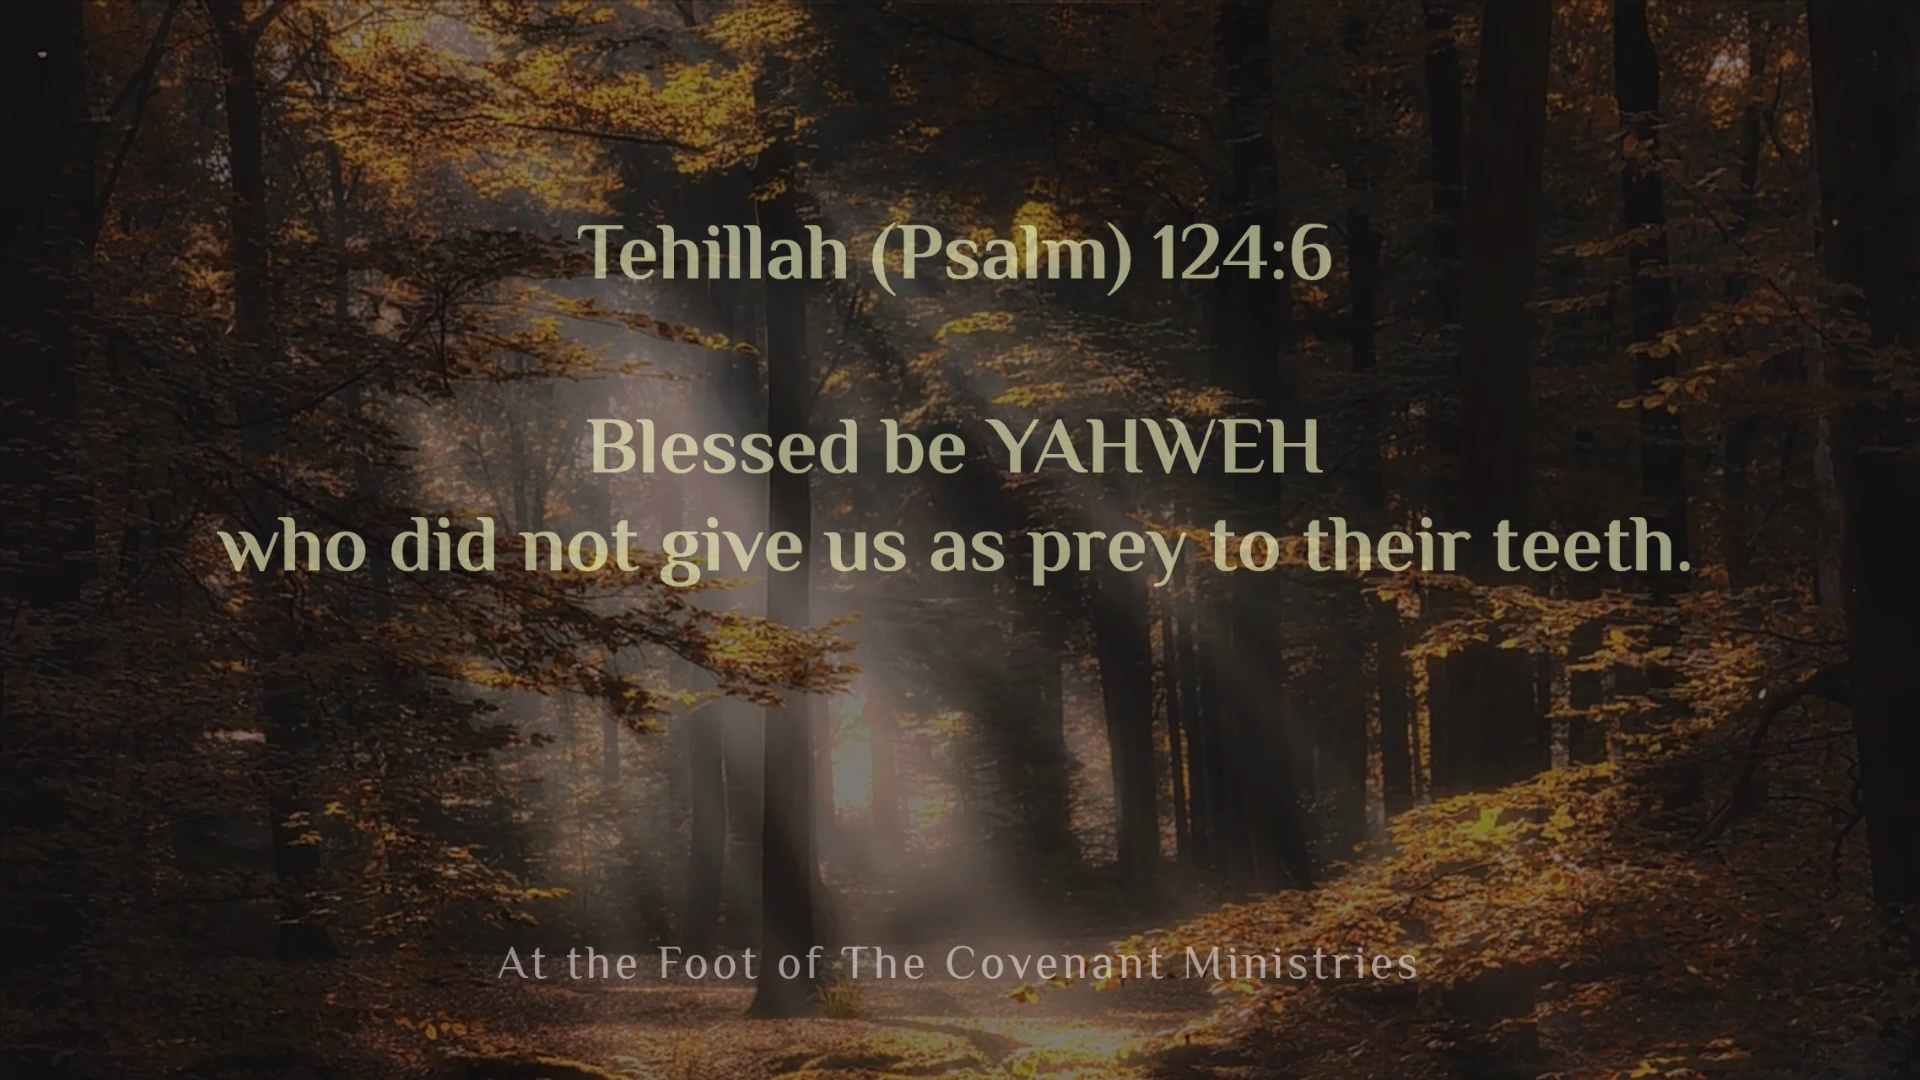 Tehillah (Psalm) 124:6
Blessed be YAHWEH
who did not give us as prey to their teeth.
At the Foot of The Covenant Ministries